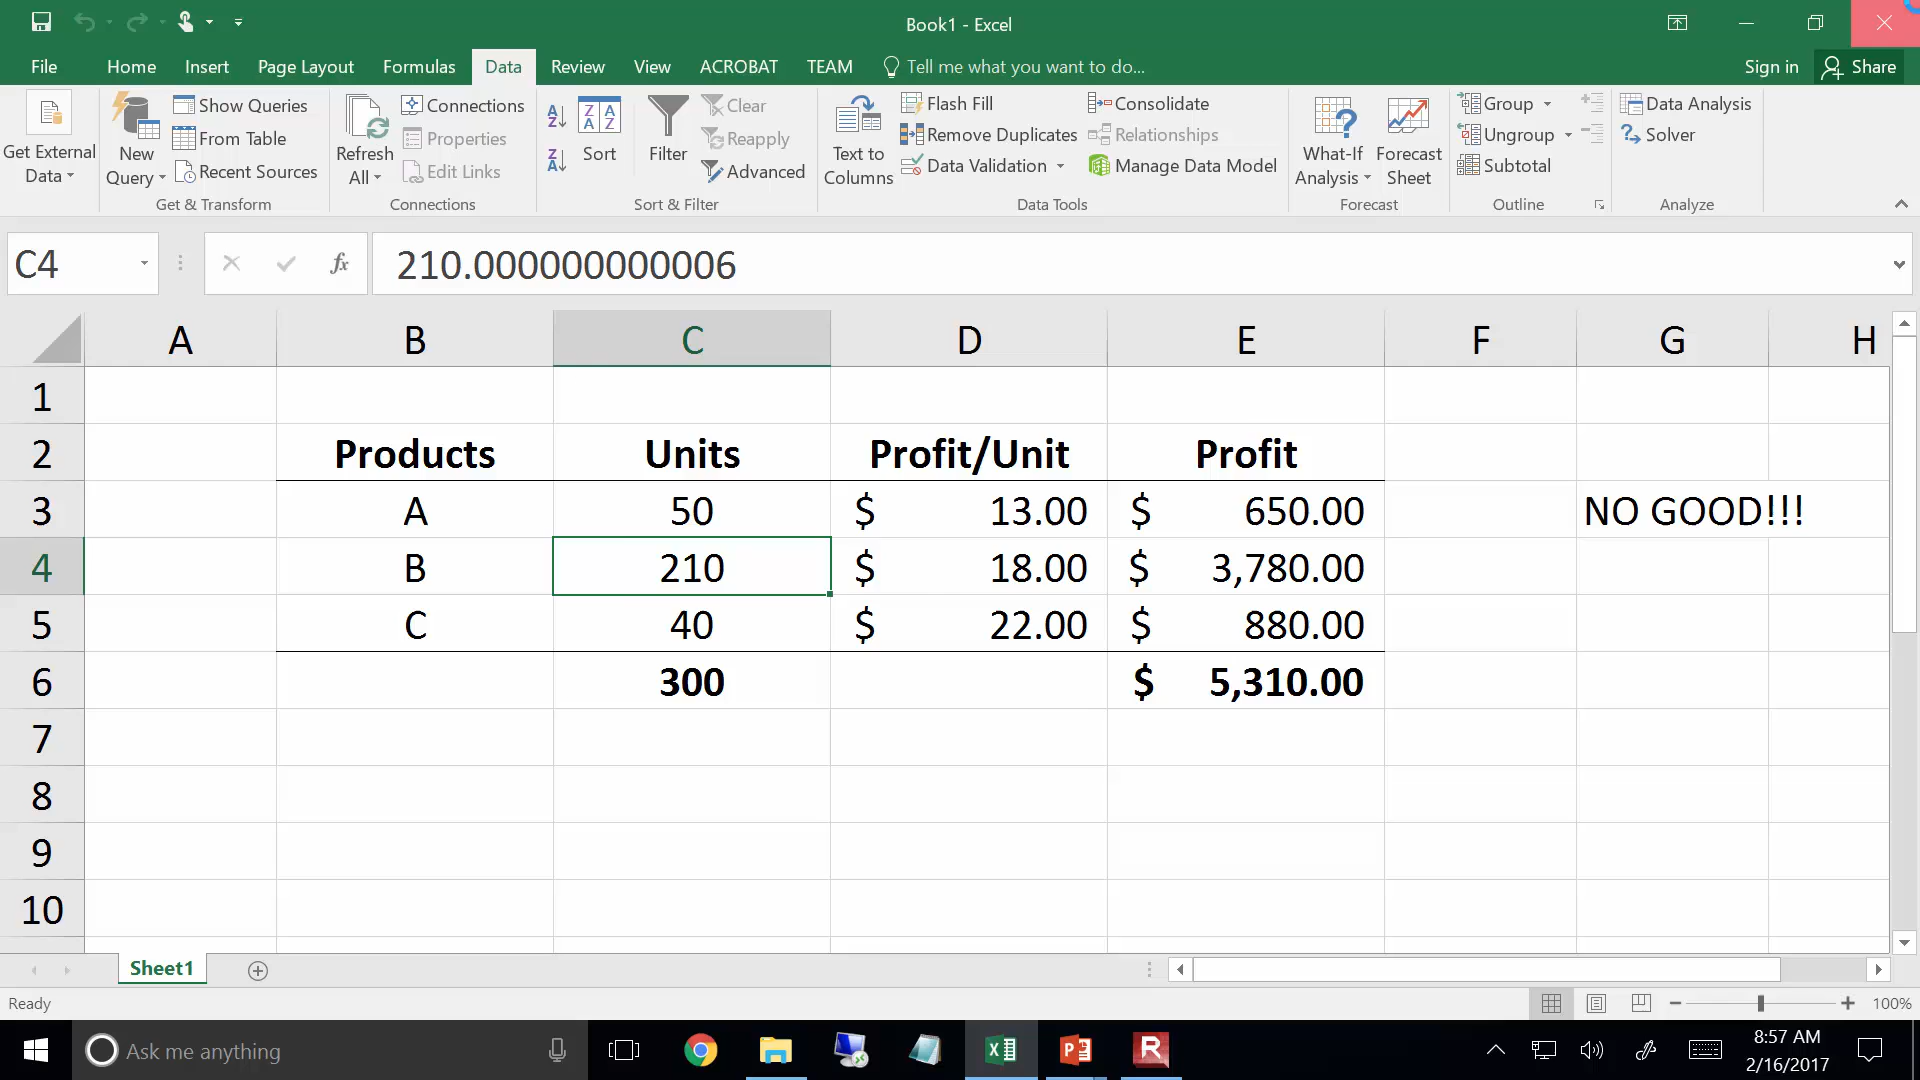 Book1 - Excel
File Home Insert Page Layout Formulas Data Review View ACROBAT TEAM Tell me what you want to do... Sign in Share
Get External Data
New Query
Show Queries
From Table
Recent Sources
Get & Transform
Refresh All
Connections
Properties
Edit Links
Connections
Sort
Filter
Clear
Reapply
Advanced
Sort & Filter
Text to Columns
Flash Fill
Remove Duplicates
Data Validation
Consolidate
Relationships
Manage Data Model
Data Tools
What-If Analysis
Forecast Sheet
Forecast
Group
Ungroup
Subtotal
Outline
Data Analysis
Solver
Analyze
C4 fx 210.000000000006
A B C D E F G H
1
2 Products Units Profit/Unit Profit
3 A 50 $ 13.00 $ 650.00 NO GOOD!!!
4 B 210 $ 18.00 $ 3,780.00
5 C 40 $ 22.00 $ 880.00
6 300 $ 5,310.00
7
8
9
10
Sheet1
Ready 100%
Ask me anything
8:57 AM
2/16/2017